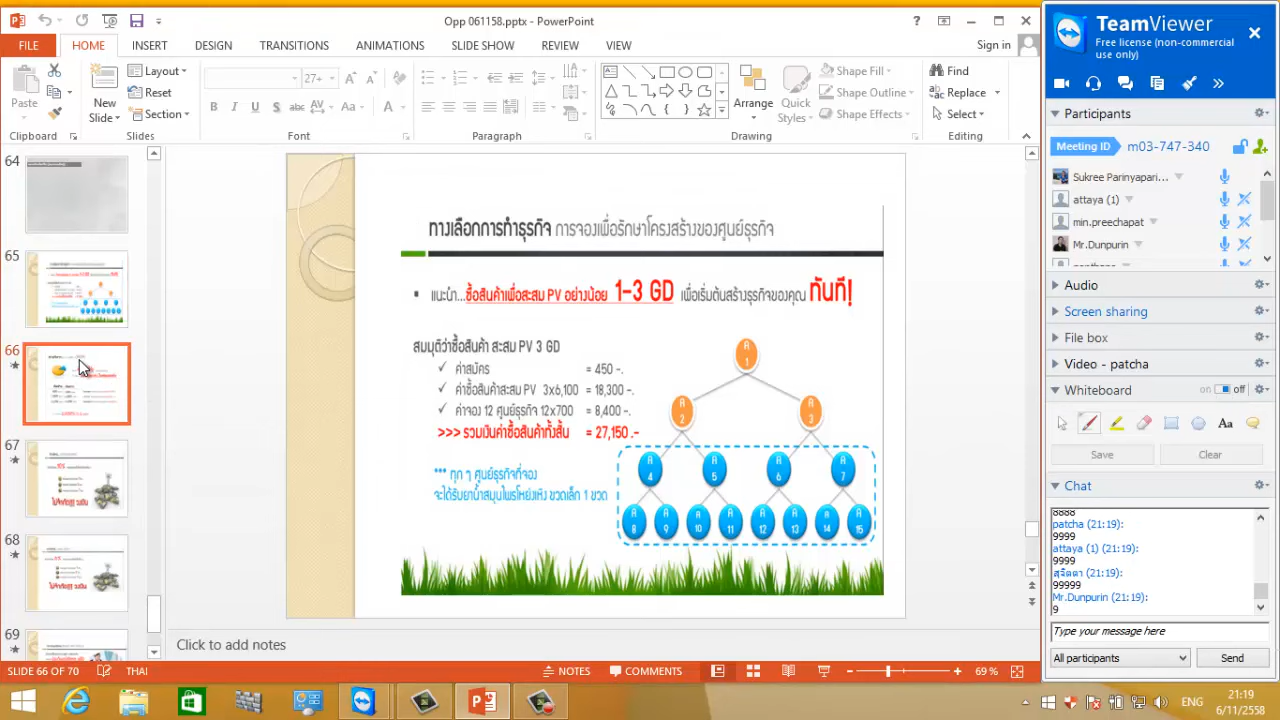 Opp 061158.pptx - PowerPoint
FILE HOME INSERT DESIGN TRANSITIONS ANIMATIONS SLIDE SHOW REVIEW VIEW Sign in
Paste New Slide Layout Reset Section 27+ Arrange Quick Styles Shape Fill Shape Outline Shape Effects Find Replace Select
Clipboard Slides Font Paragraph Drawing Editing
64
65
66
67
68
69
ทางเลือกการทำธุรกิจ การจองเพื่อรักษาโครงสร้างของศูนย์ธุรกิจ
แนะนำ...ซื้อสินค้าเพื่อสะสม PV อย่างน้อย 1-3 GD เพื่อเริ่มต้นสร้างธุรกิจของคุณ ทันที!
สมมุติว่าซื้อสินค้า สะสม PV 3 GD
ค่าสมัคร = 450 -.
ค่าซื้อสินค้าสะสม PV 3x6,100 = 18,300 -.
ค่าจอง 12 ศูนย์ธุรกิจ 12x700 = 8,400 -.
>>> รวมเงินค่าซื้อสินค้าทั้งสิ้น = 27,150 .-
*** ทุก ๆ ศูนย์ธุรกิจที่จอง
จะได้รับยาน้ำสมุนไพรโหย่งเหิง ขวดเล็ก 1 ขวด
A 1
A 2 A 3
A 4 A 5 A 6 A 7
A 8 A 9 A 10 A 11 A 12 A 13 A 14 A 15
Click to add notes
SLIDE 66 OF 70 THAI NOTES COMMENTS 69 %
TeamViewer
Free license (non-commercial
use only)
Participants
Meeting ID m03-747-340
Sukree Parinyapari...
attaya (1)
min.preechapat
Mr.Dunpurin
Audio
Screen sharing
File box
Video - patcha
Whiteboard on off
Aa
Save Clear
Chat
8888
patcha (21:19):
9999
attaya (1) (21:19):
9999
สุจิตตา (21:19):
99999
Mr.Dunpurin (21:19):
9
Type your message here
All participants Send
ENG 21:19
6/11/2558